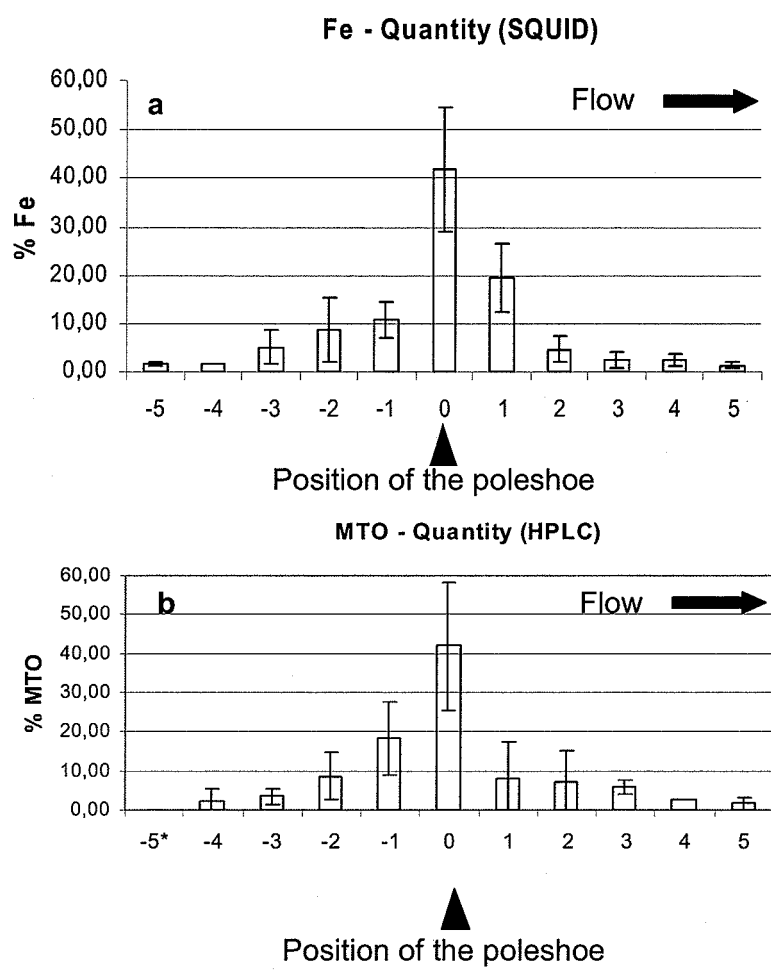 Fe - Quantity (SQUID)
60,00
50,00
40,00
30,00
20,00
10,00
0,00
% Fe
a
Flow
-5 -4 -3 -2 -1 0 1 2 3 4 5
Position of the poleshoe
MTO - Quantity (HPLC)
60,00
50,00
40,00
30,00
20,00
10,00
0,00
% MTO
b
Flow
-5* -4 -3 -2 -1 0 1 2 3 4 5
Position of the poleshoe